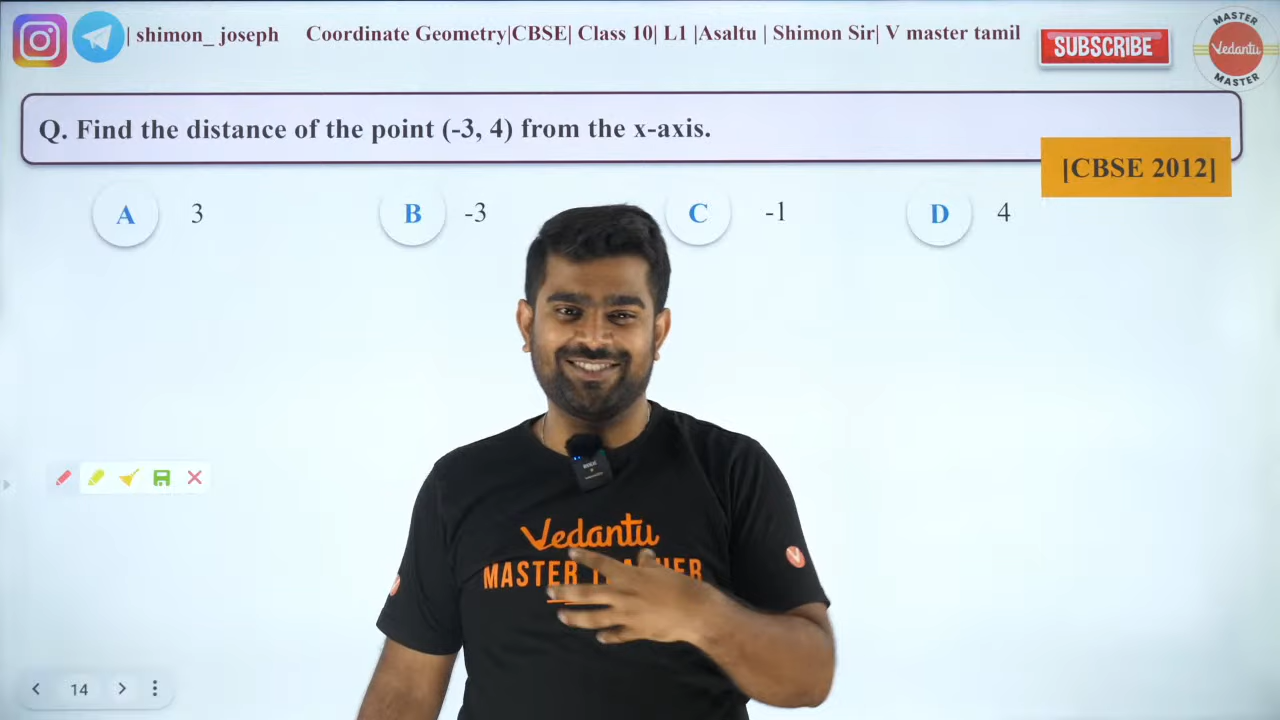 | shimon_ joseph
Coordinate Geometry|CBSE| Class 10| L1 |Asaltu | Shimon Sir| V master tamil
SUBSCRIBE
MASTER
Vedantu
MASTER
Q. Find the distance of the point (-3, 4) from the x-axis.
[CBSE 2012]
A 3
B -3
C -1
D 4
Vedantu
MASTER
14